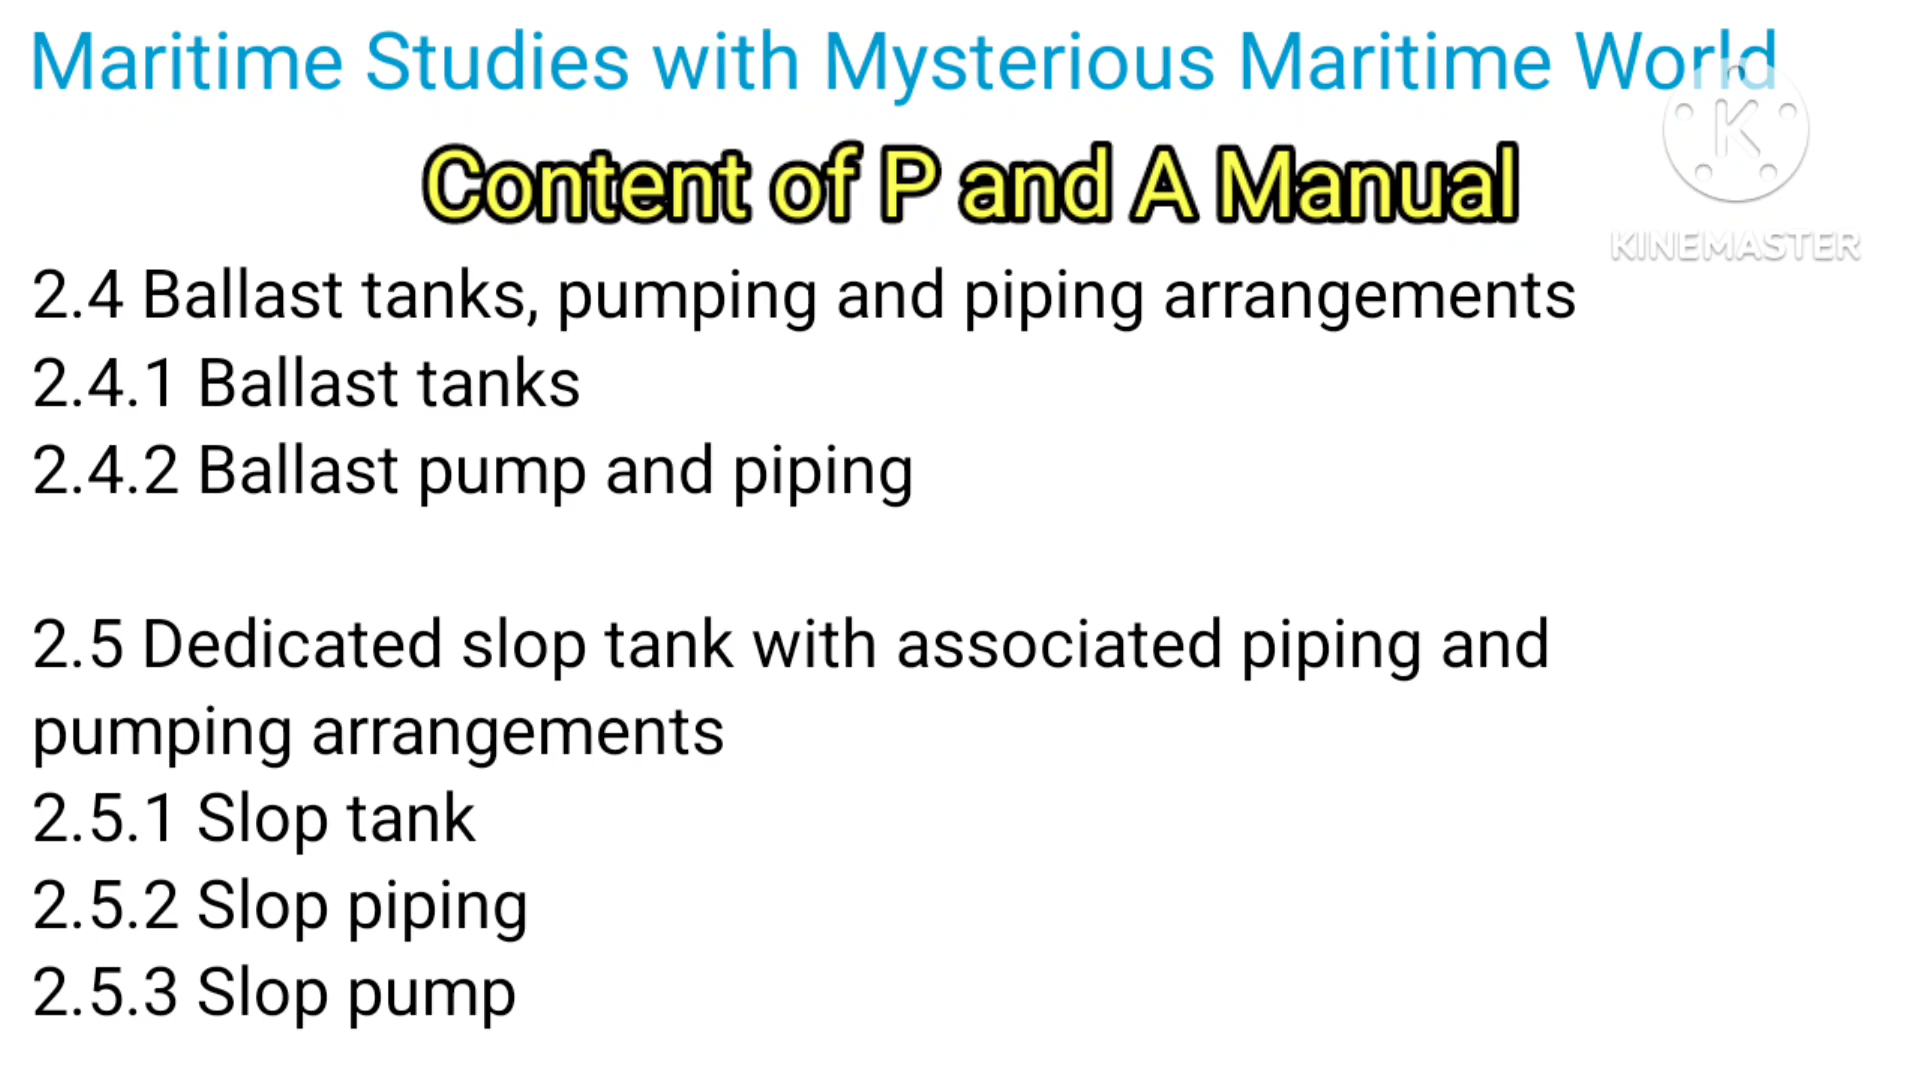 Maritime Studies with Mysterious Maritime World
Content of P and A Manual
K
KINEMASTER
2.4 Ballast tanks, pumping and piping arrangements
2.4.1 Ballast tanks
2.4.2 Ballast pump and piping
2.5 Dedicated slop tank with associated piping and
pumping arrangements
2.5.1 Slop tank
2.5.2 Slop piping
2.5.3 Slop pump